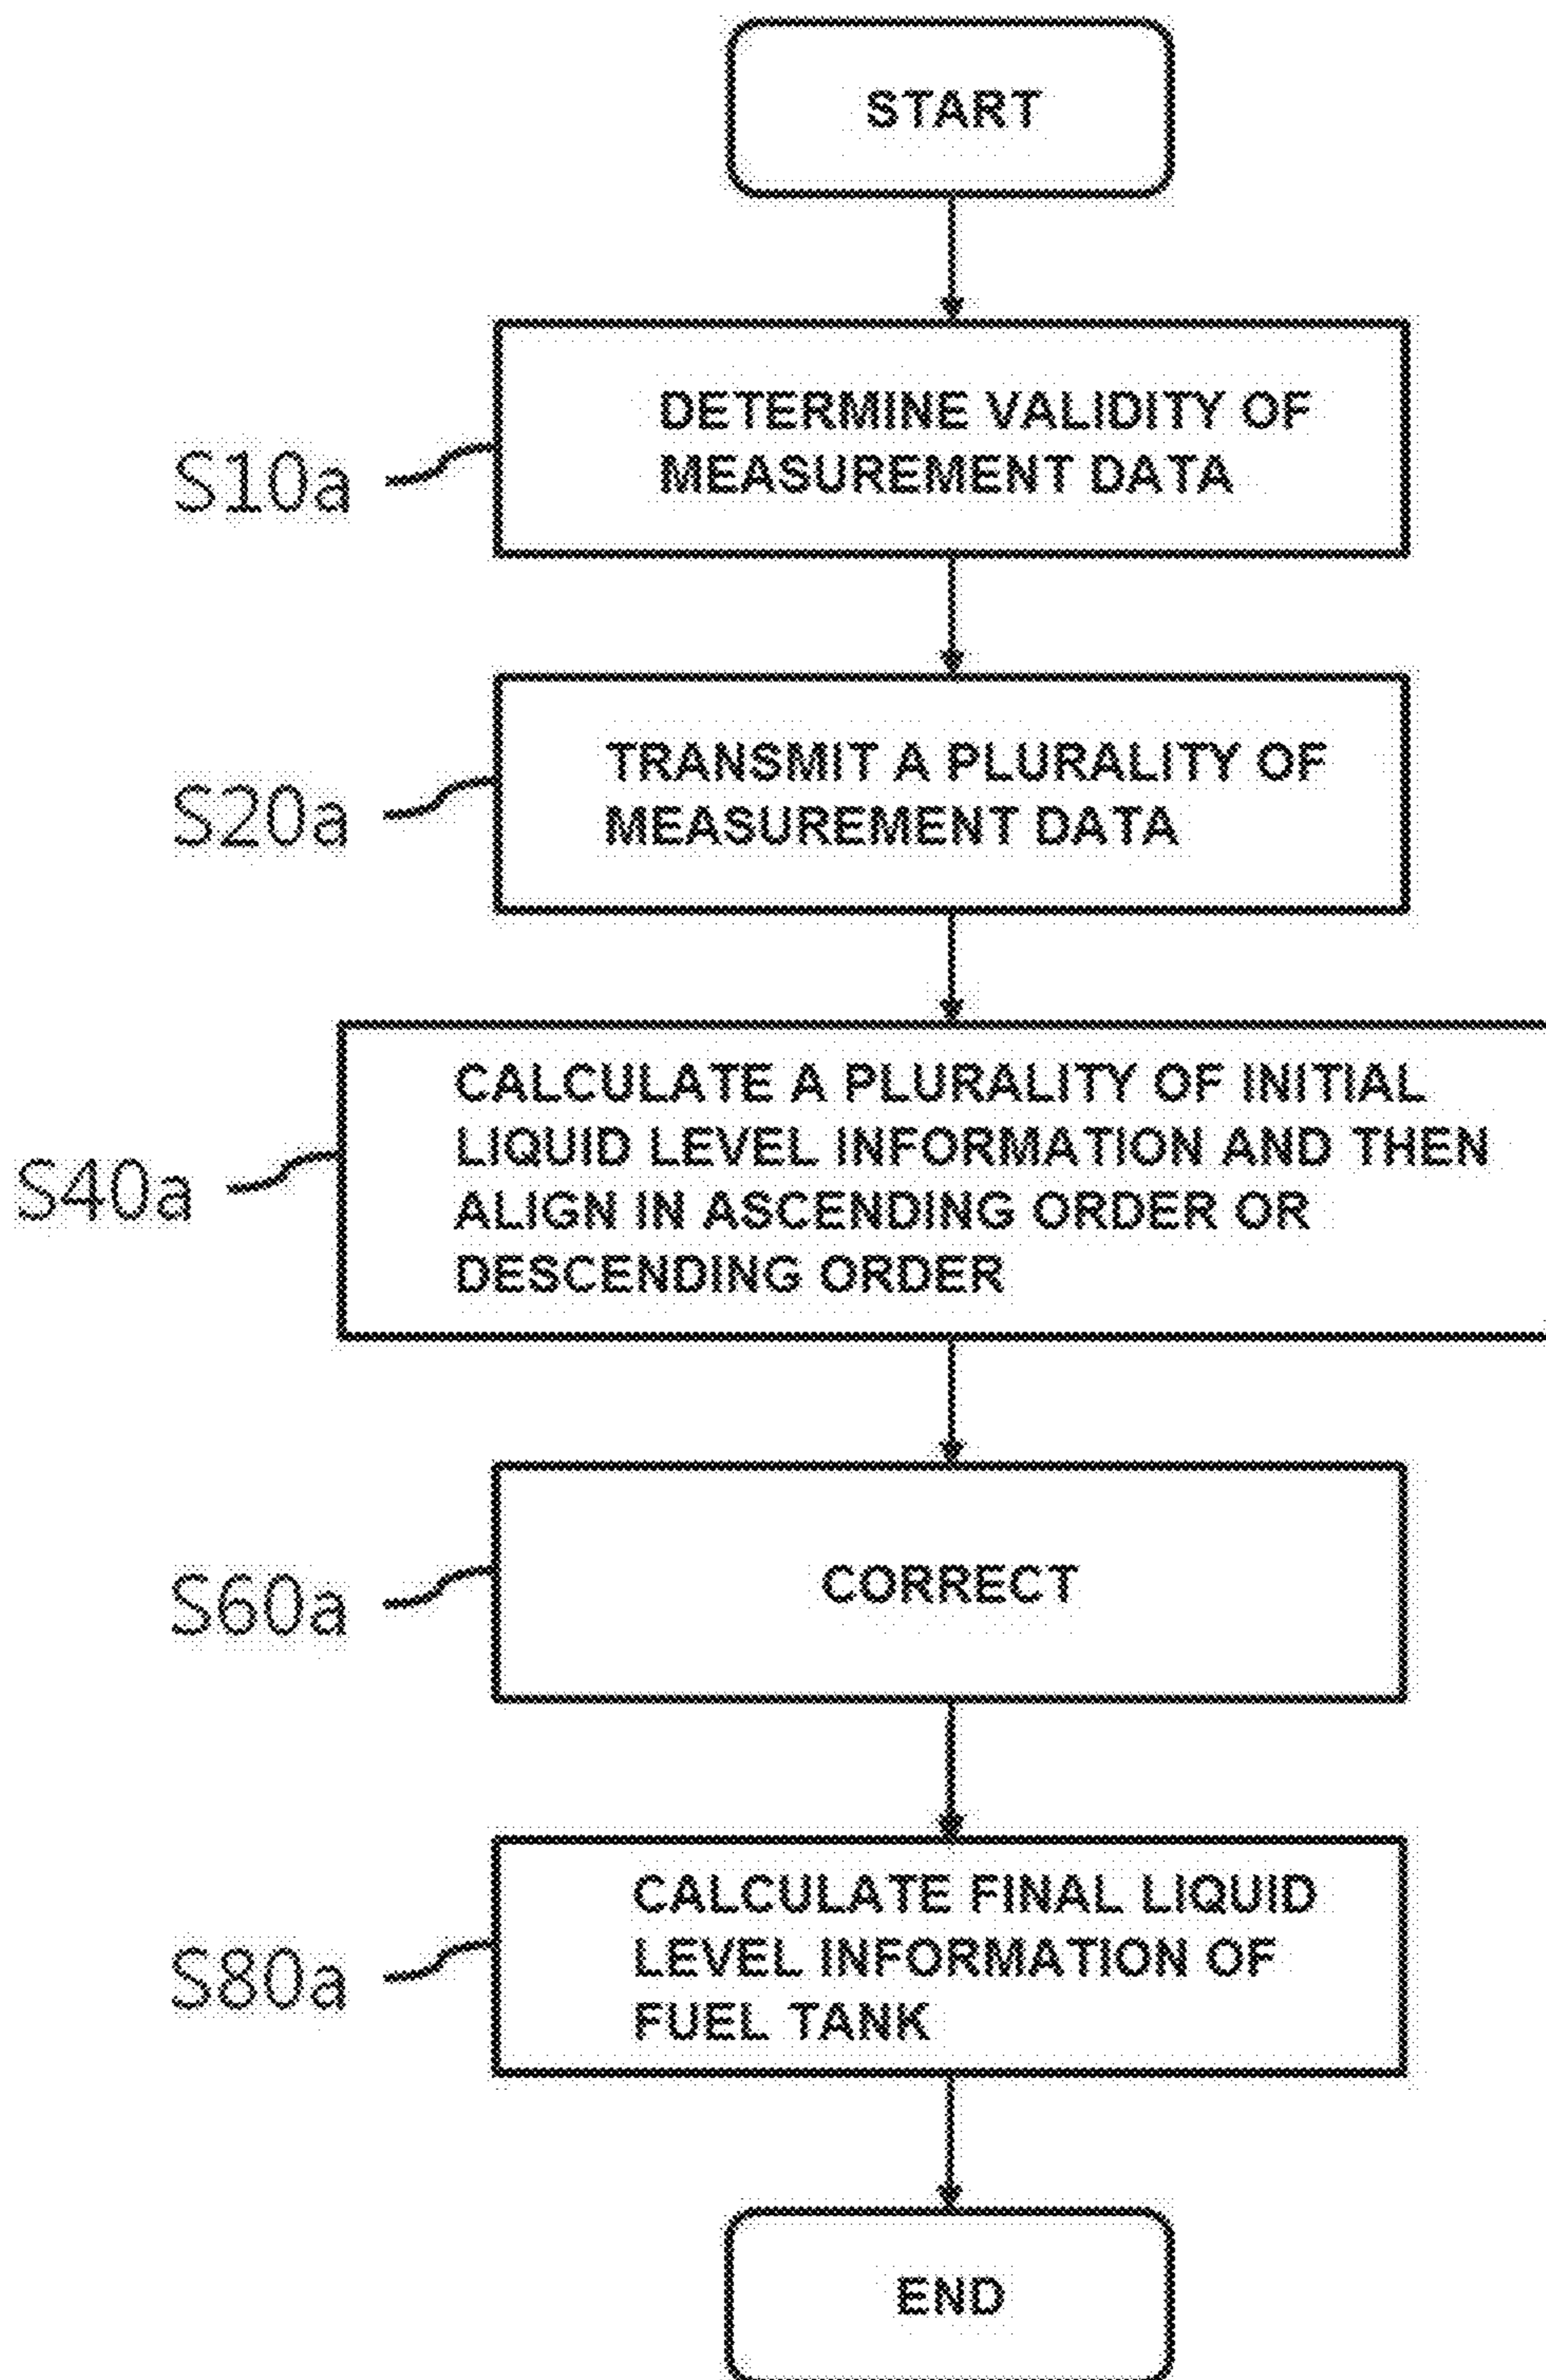 START
S10a
DETERMINE VALIDITY OF
MEASUREMENT DATA
S20a
TRANSMIT A PLURALITY OF
MEASUREMENT DATA
S40a
CALCULATE A PLURALITY OF INITIAL
LIQUID LEVEL INFORMATION AND THEN
ALIGN IN ASCENDING ORDER OR
DESCENDING ORDER
S60a
CORRECT
S80a
CALCULATE FINAL LIQUID
LEVEL INFORMATION OF
FUEL TANK
END